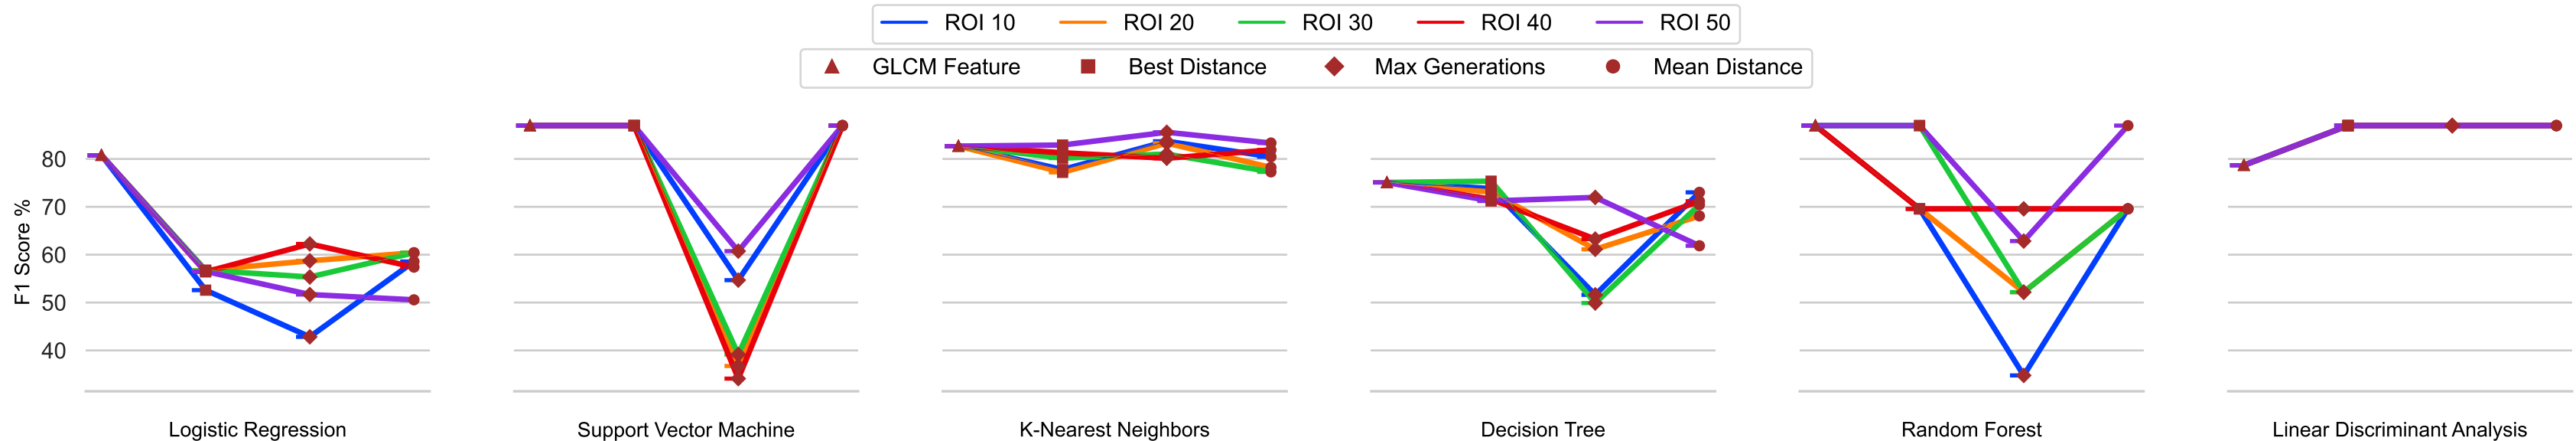 ROI 10 ROI 20 ROI 30 ROI 40 ROI 50
GLCM Feature Best Distance Max Generations Mean Distance
F1 Score %
80
70
60
50
40
Logistic Regression Support Vector Machine K-Nearest Neighbors Decision Tree Random Forest Linear Discriminant Analysis